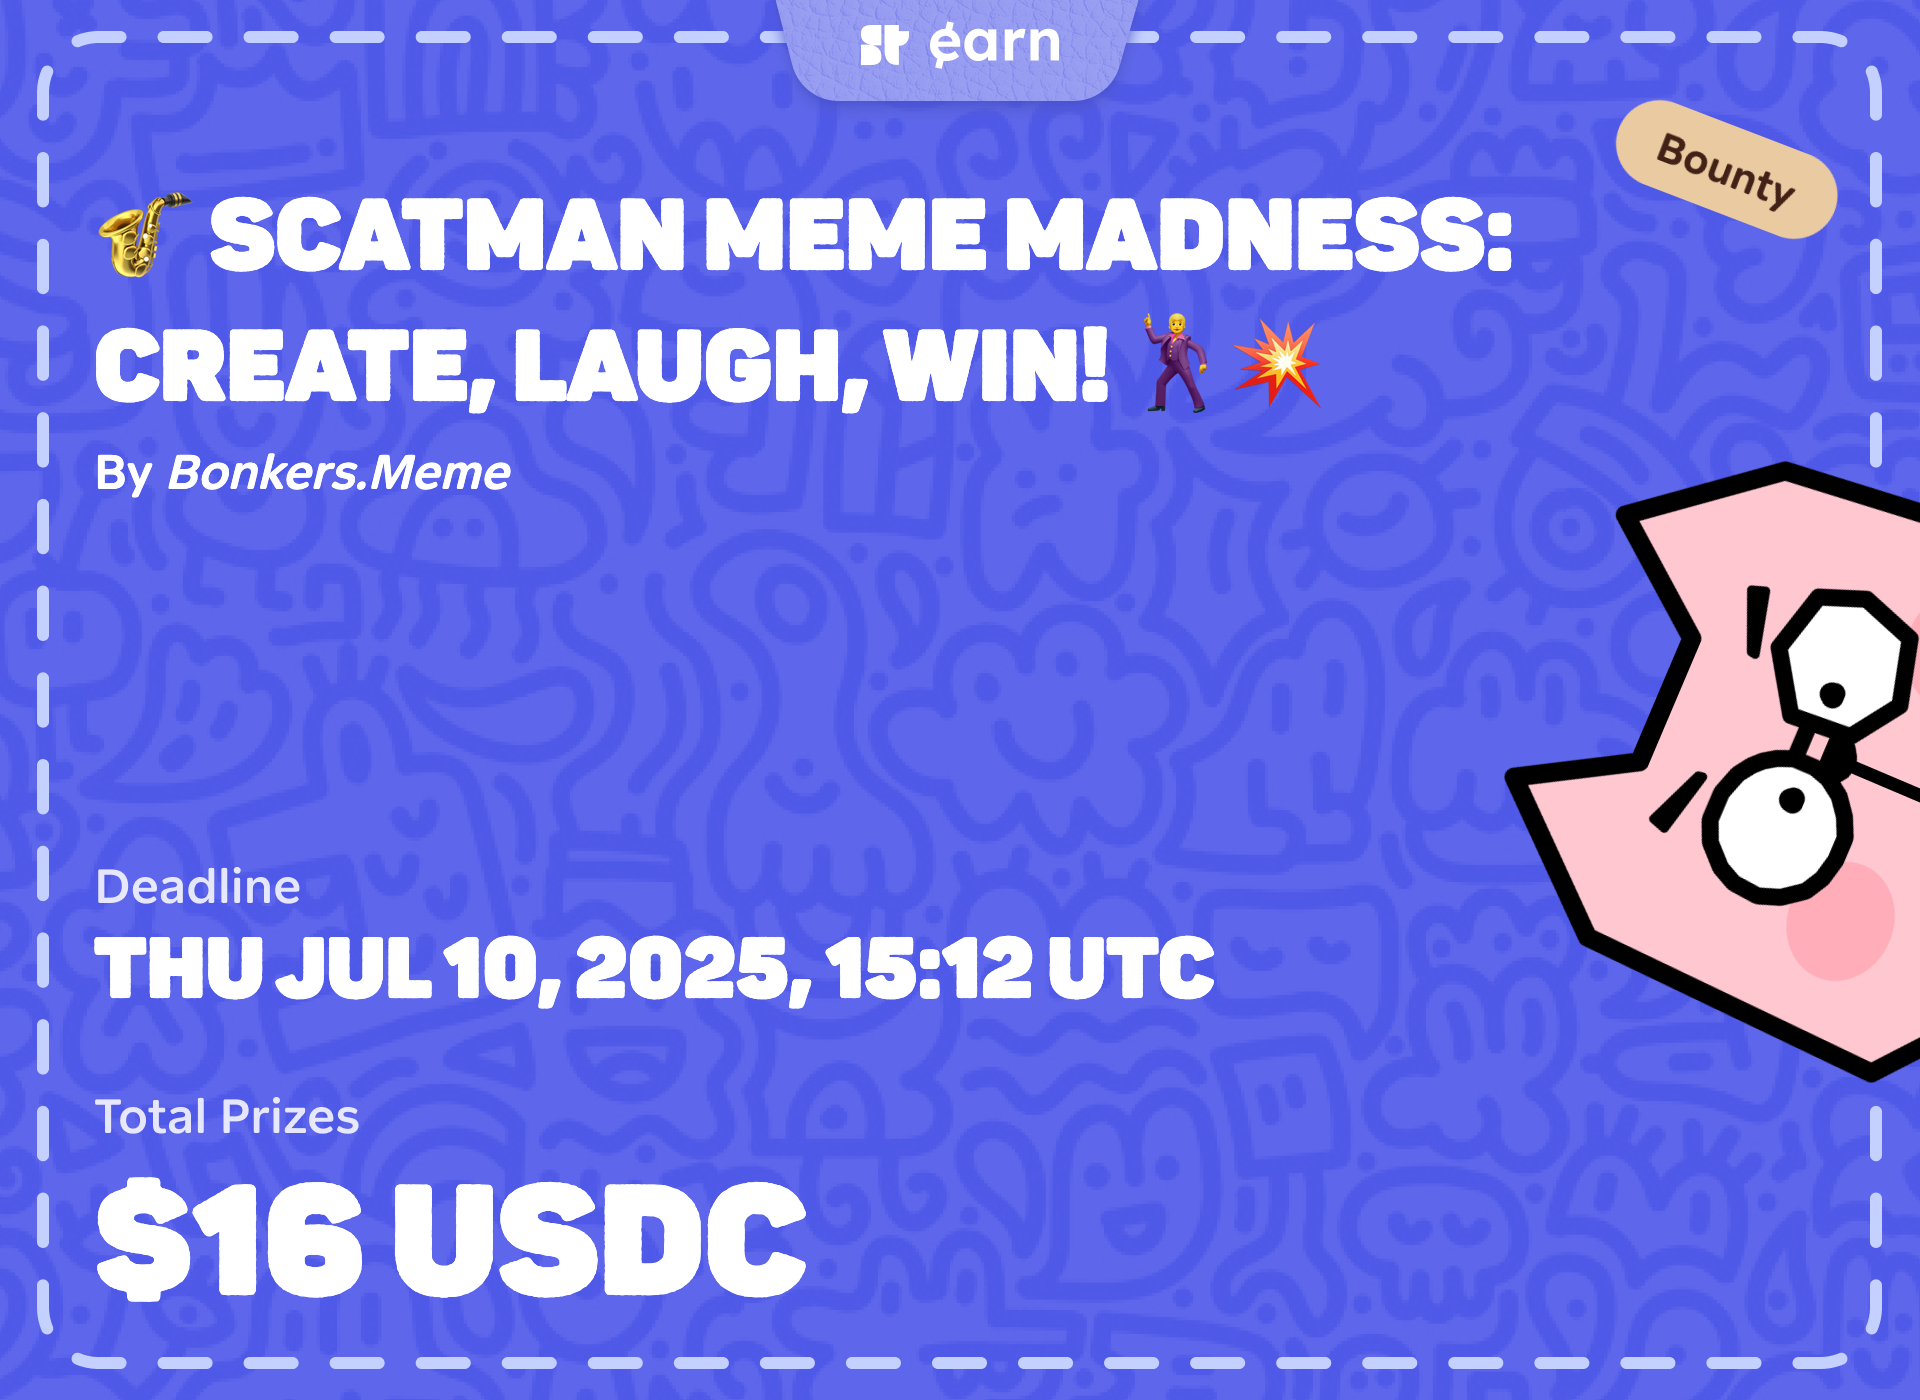 st earn
Bounty
🎷 SCATMAN MEME MADNESS:
CREATE, LAUGH, WIN! 🕺 💥
By Bonkers.Meme
Deadline
THU JUL 10, 2025, 15:12 UTC
Total Prizes
$16 USDC